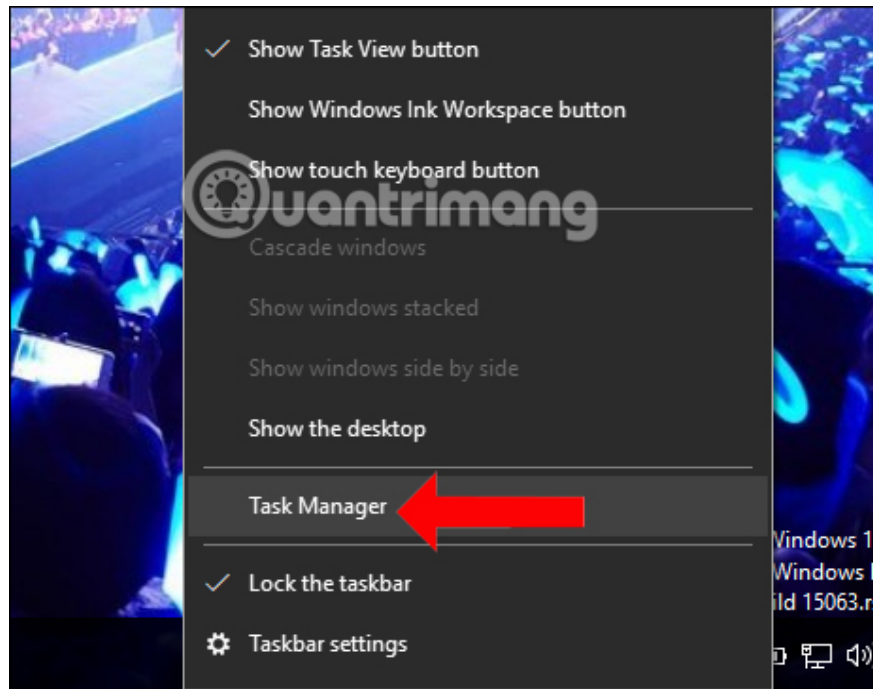 Show Task View button
Show Windows Ink Workspace button
Show touch keyboard button
Quantrimang
Cascade windows
Show windows stacked
Show windows side by side
Show the desktop
Task Manager
Lock the taskbar
Taskbar settings
Windows 1
Windows
ild 15063.r